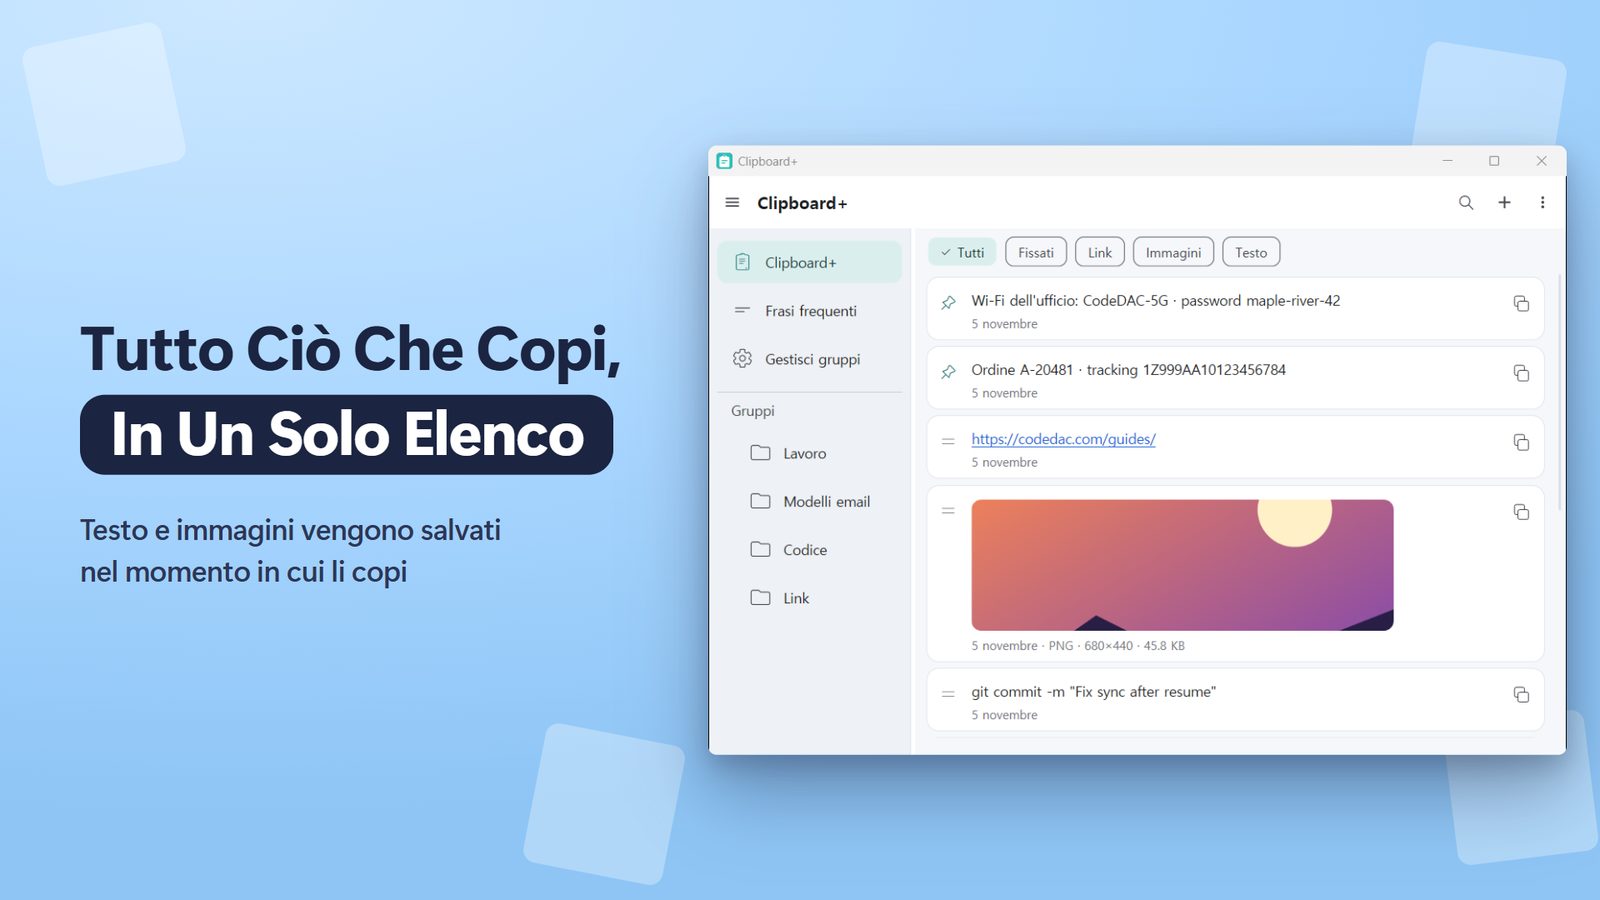 Tutto Ciò Che Copi,
In Un Solo Elenco
Testo e immagini vengono salvati
nel momento in cui li copi
Clipboard+
Clipboard+
Clipboard+
Frasi frequenti
Gestisci gruppi
Gruppi
Lavoro
Modelli email
Codice
Link
Tutti
Fissati
Link
Immagini
Testo
Wi-Fi dell'ufficio: CodeDAC-5G · password maple-river-42
5 novembre
Ordine A-20481 · tracking 1Z999AA10123456784
5 novembre
https://codedac.com/guides/
5 novembre
5 novembre · PNG · 680×440 · 45.8 KB
git commit -m "Fix sync after resume"
5 novembre